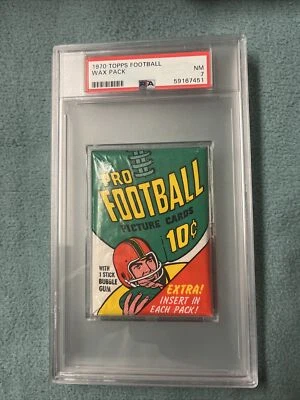 1970 TOPPS FOOTBALL NM
WAX PACK 7
PSA 59167451
PRO
FOOTBALL
PICTURE CARDS
10¢
WITH
1 STICK
BUBBLE
GUM
EXTRA!
INSERT IN
EACH PACK!